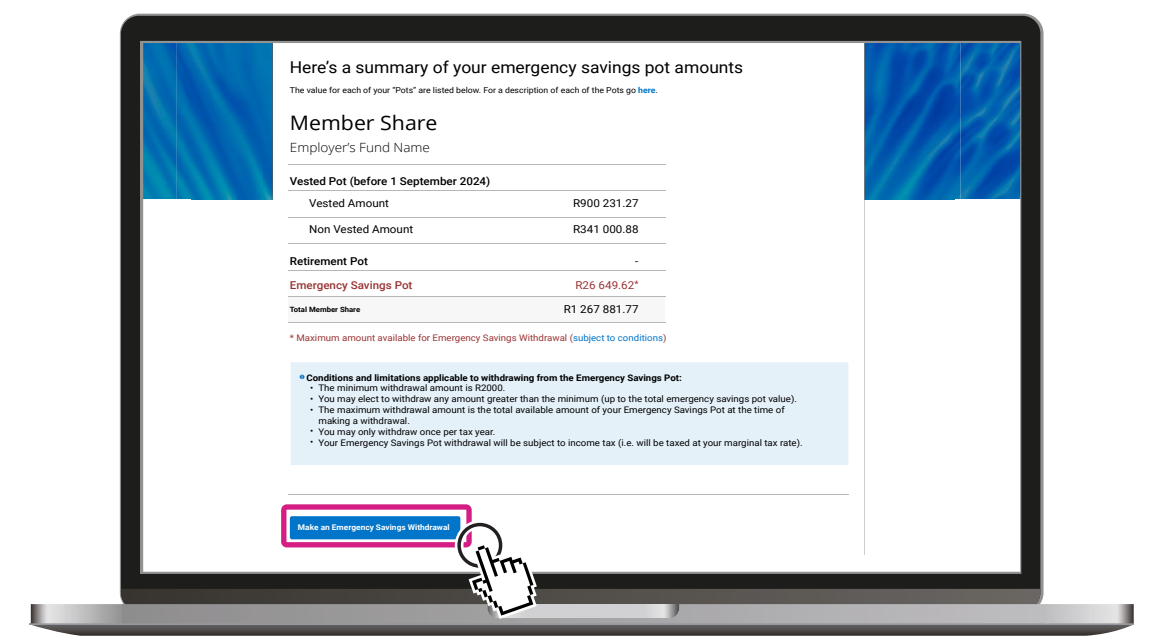 Here’s a summary of your emergency savings pot amounts
The value for each of your “Pots” are listed below. For a description of each of the Pots go here.
Member Share
Employer’s Fund Name
Vested Pot (before 1 September 2024)
Vested Amount R900 231.27
Non Vested Amount R341 000.88
Retirement Pot -
Emergency Savings Pot R26 649.62*
Total Member Share R1 267 881.77
* Maximum amount available for Emergency Savings Withdrawal (subject to conditions)
Conditions and limitations applicable to withdrawing from the Emergency Savings Pot:
• The minimum withdrawal amount is R2000.
• You may elect to withdraw any amount greater than the minimum (up to the total emergency savings pot value).
• The maximum withdrawal amount is the total available amount of your Emergency Savings Pot at the time of
making a withdrawal.
• You may only withdraw once per tax year.
• Your Emergency Savings Pot withdrawal will be subject to income tax (i.e. will be taxed at your marginal tax rate).
Make an Emergency Savings Withdrawal